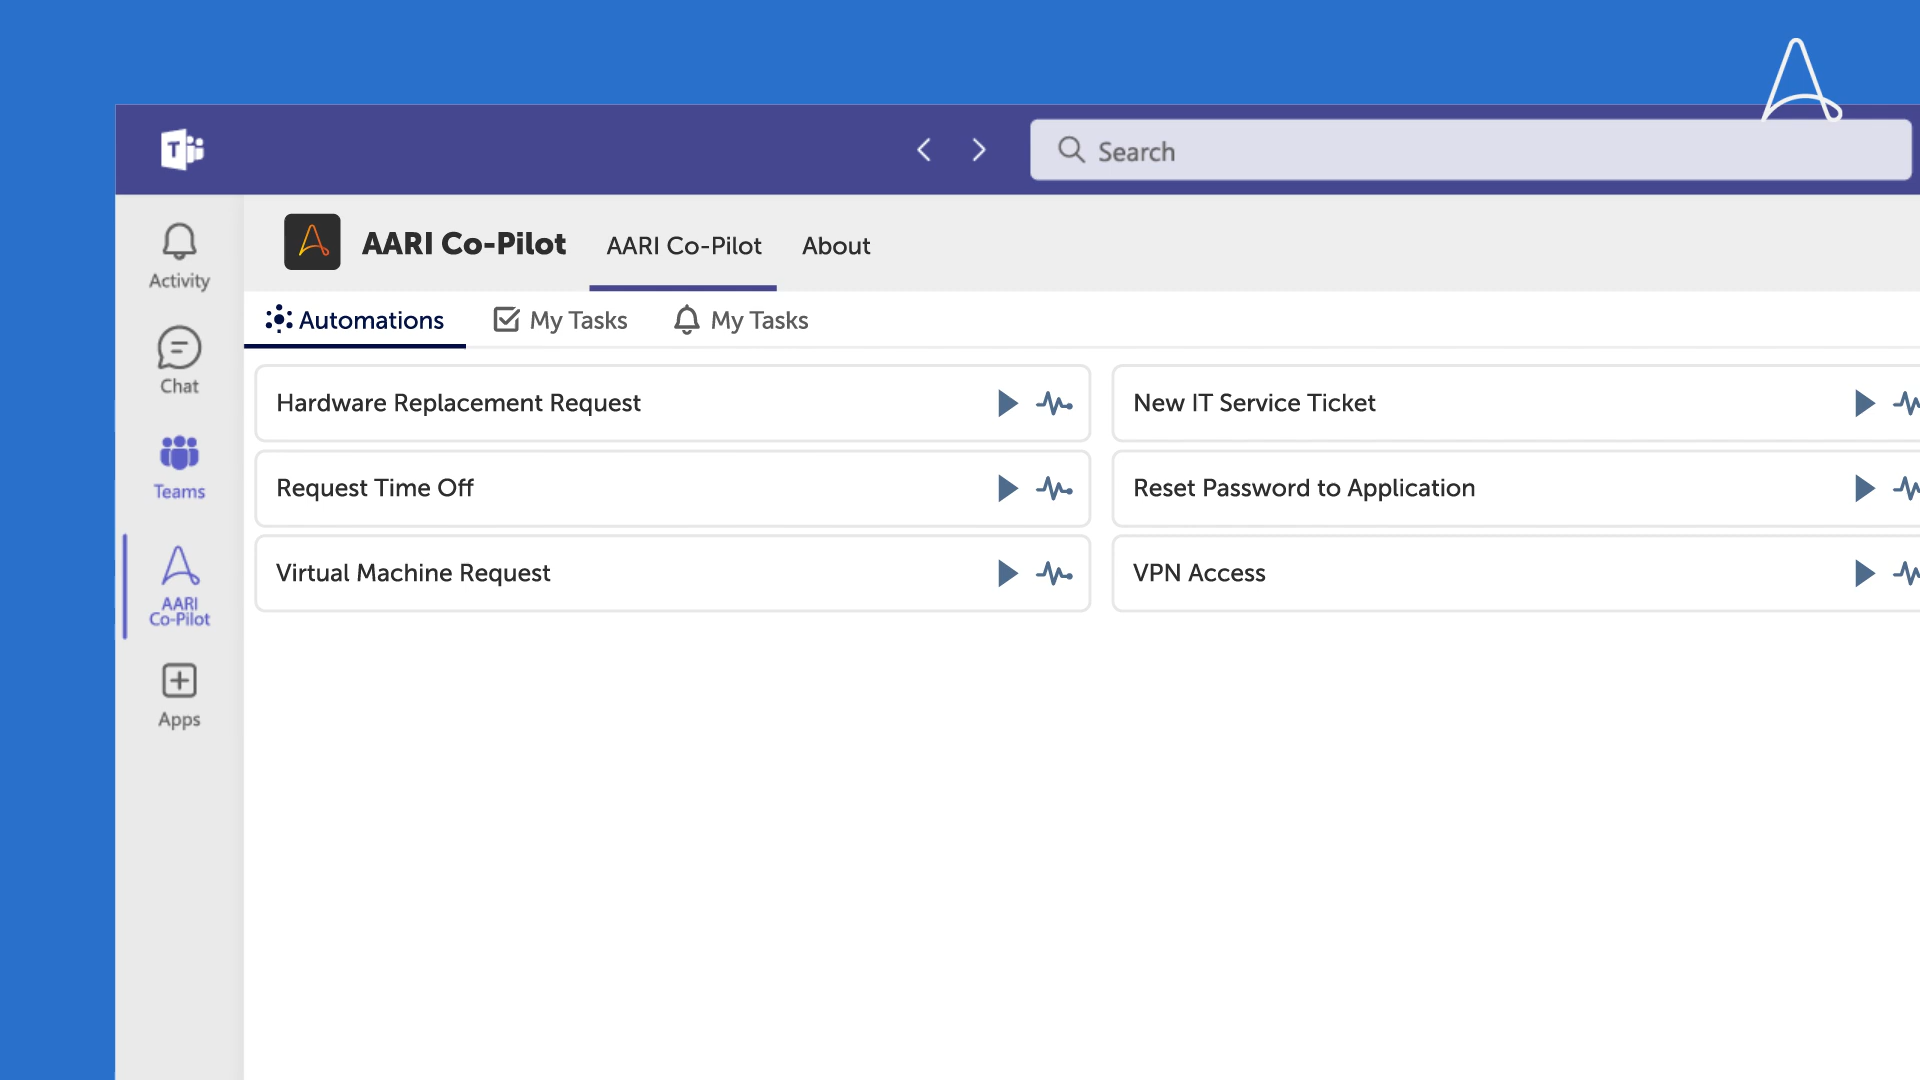 T
Search
Activity
Chat
Teams
AARI
Co-Pilot
Apps
AARI Co-Pilot AARI Co-Pilot About
Automations My Tasks My Tasks
Hardware Replacement Request New IT Service Ticket
Request Time Off Reset Password to Application
Virtual Machine Request VPN Access